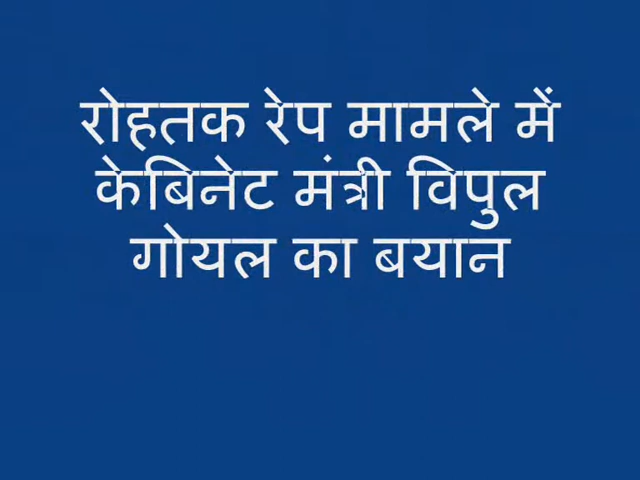 रोहतक रेप मामले में
केबिनेट मंत्री विपुल
गोयल का बयान